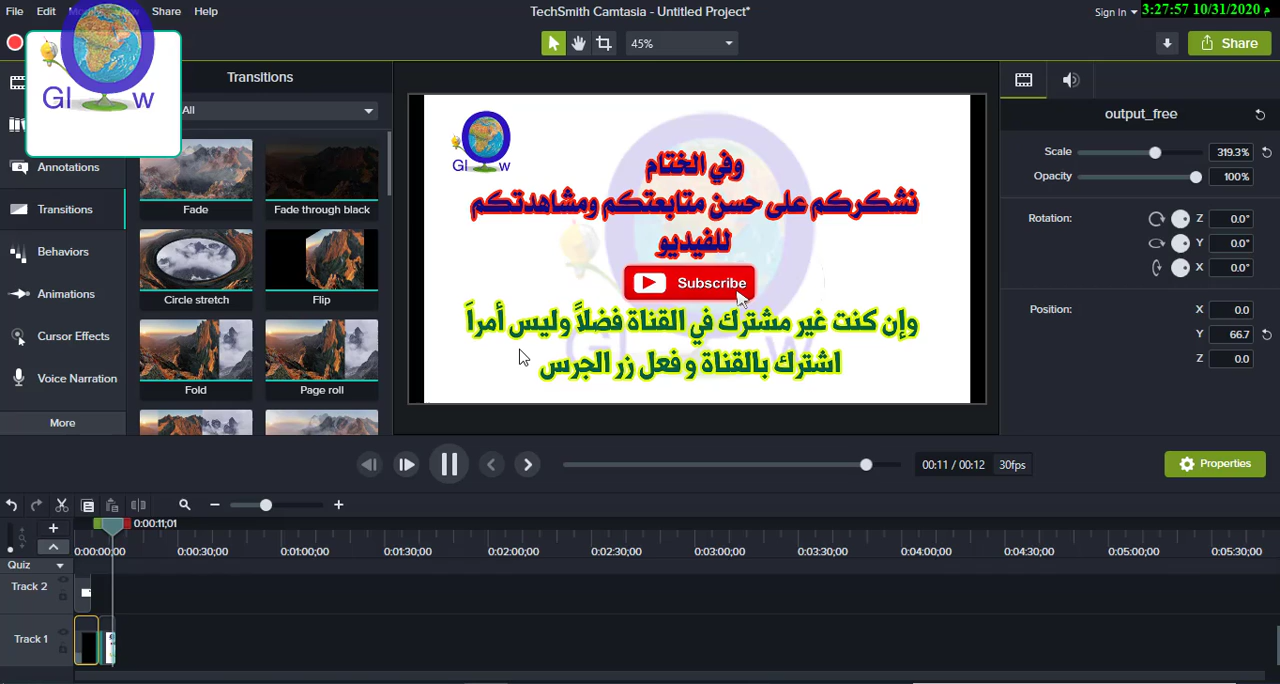 File Edit Share Help
TechSmith Camtasia - Untitled Project*
Sign In
3:27:57 10/31/2020 م
45%
Share
Gl w
Transitions
All
Annotations
Transitions
Behaviors
Animations
Cursor Effects
Voice Narration
More
Fade
Fade through black
Circle stretch
Flip
Fold
Page roll
Gl w
وفي الختام
نشكركم على حسن متابعتكم ومشاهدتكم
للفيديو
Subscribe
وإن كنت غير مشترك في القناة فضلاً وليس أمراَ
اشترك بالقناة وفعل زر الجرس
output_free
Scale 319.3%
Opacity 100%
Rotation: Z 0.0°
Y 0.0°
X 0.0°
Position: X 0.0
Y 66.7
Z 0.0
00:11 / 00:12 30fps
Properties
0:00:11;01
0:00:00;00 0:00:30;00 0:01:00;00 0:01:30;00 0:02:00;00 0:02:30;00 0:03:00;00 0:03:30;00 0:04:00;00 0:04:30;00 0:05:00;00 0:05:30;00
Quiz
Track 2
Track 1